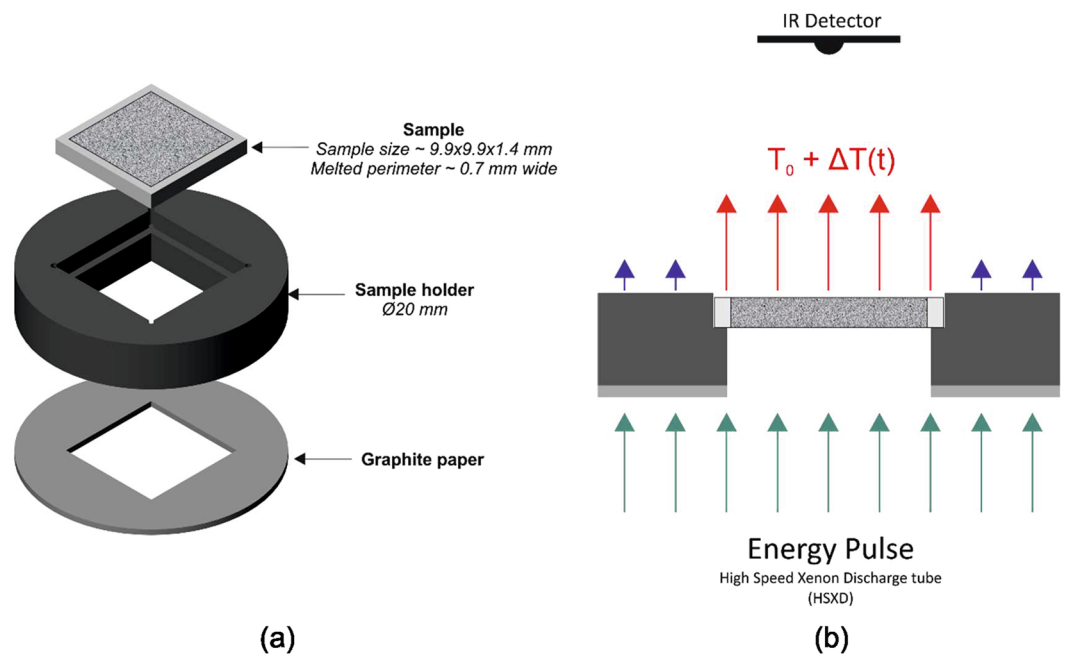 Sample
Sample size ~ 9.9x9.9x1.4 mm
Melted perimeter ~ 0.7 mm wide
Sample holder
Ø20 mm
Graphite paper
(a)
IR Detector
T₀ + ΔT(t)
Energy Pulse
High Speed Xenon Discharge tube
(HSXD)
(b)